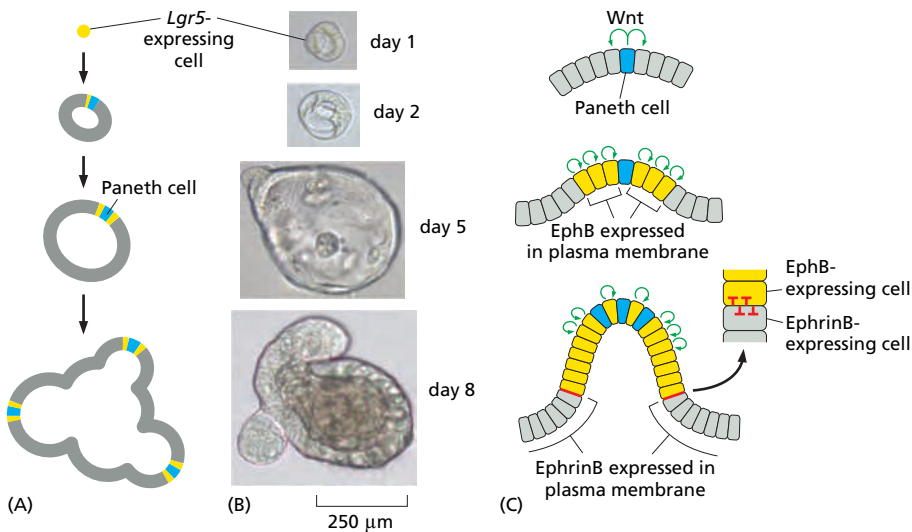 Lgr5-
expressing
cell
Paneth cell
(A)
day 1
day 2
day 5
day 8
(B)
250 μm
Wnt
Paneth cell
EphB expressed
in plasma membrane
EphB-
expressing cell
EphrinB-
expressing cell
EphrinB expressed in
plasma membrane
(C)